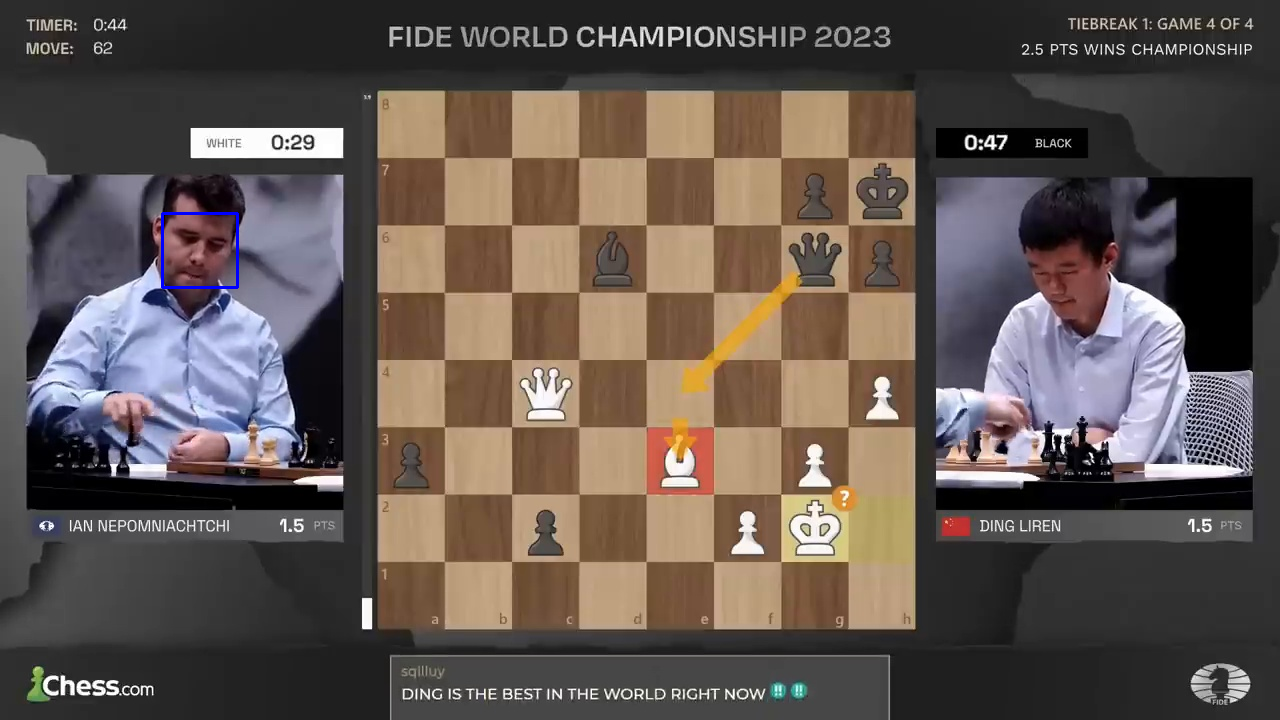 TIMER: 0:44
MOVE: 62
FIDE WORLD CHAMPIONSHIP 2023
TIEBREAK 1: GAME 4 OF 4
2.5 PTS WINS CHAMPIONSHIP
WHITE 0:29
0:47 BLACK
8
7
6
5
4
3
2
1
a b c d e f g h
?
IAN NEPOMNIACHTCHI 1.5 PTS
DING LIREN 1.5 PTS
sqllluy
DING IS THE BEST IN THE WORLD RIGHT NOW !! !!
Chess.com
FIDE